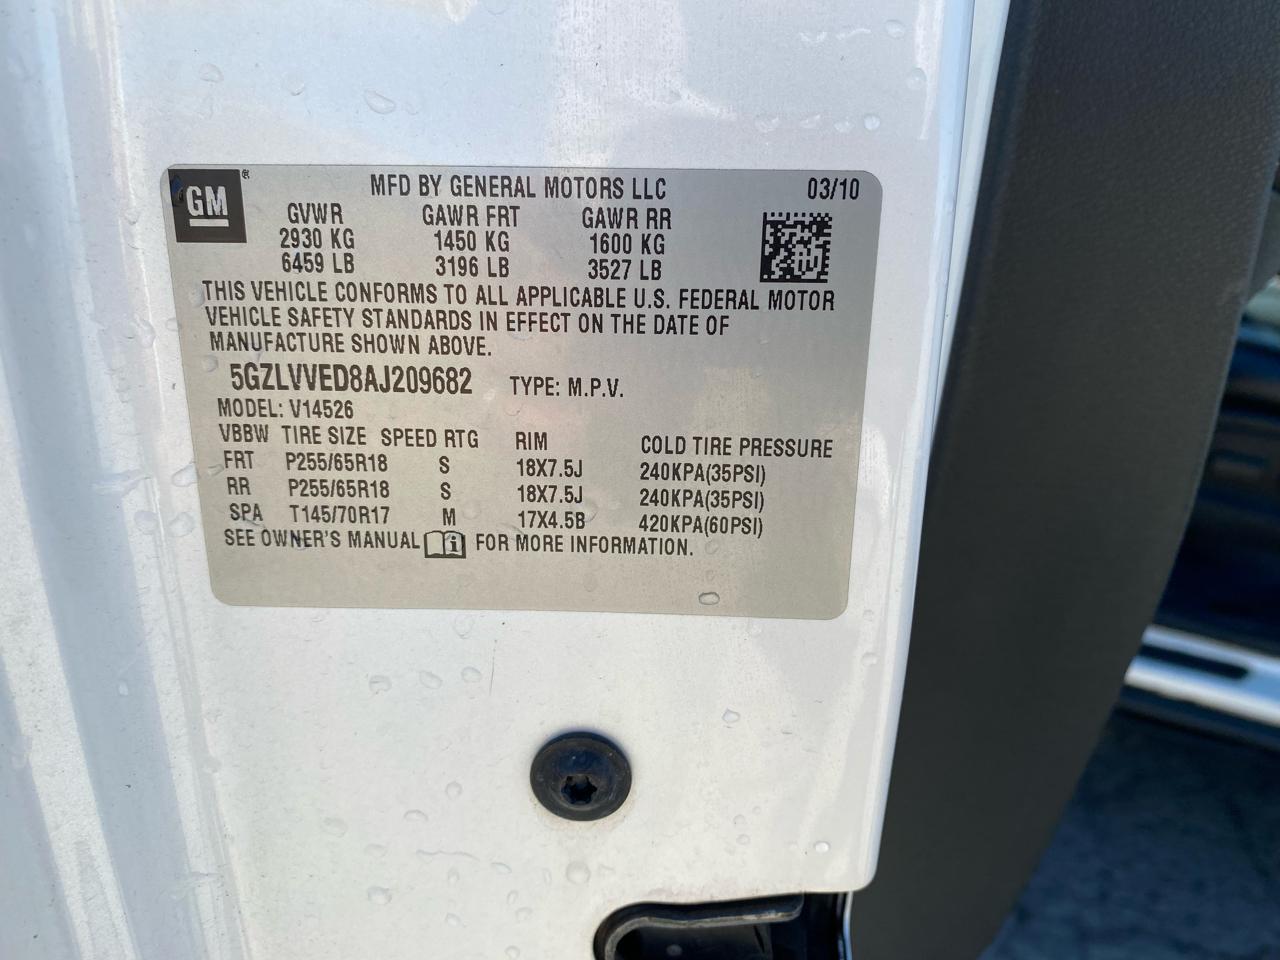 GM ® MFD BY GENERAL MOTORS LLC 03/10
GVWR GAWR FRT GAWR RR
2930 KG 1450 KG 1600 KG
6459 LB 3196 LB 3527 LB
THIS VEHICLE CONFORMS TO ALL APPLICABLE U.S. FEDERAL MOTOR
VEHICLE SAFETY STANDARDS IN EFFECT ON THE DATE OF
MANUFACTURE SHOWN ABOVE.
5GZLVVED8AJ209682 TYPE: M.P.V.
MODEL: V14526
VBBW TIRE SIZE SPEED RTG RIM COLD TIRE PRESSURE
FRT P255/65R18 S 18X7.5J 240KPA(35PSI)
RR P255/65R18 S 18X7.5J 240KPA(35PSI)
SPA T145/70R17 M 17X4.5B 420KPA(60PSI)
SEE OWNER'S MANUAL i FOR MORE INFORMATION.